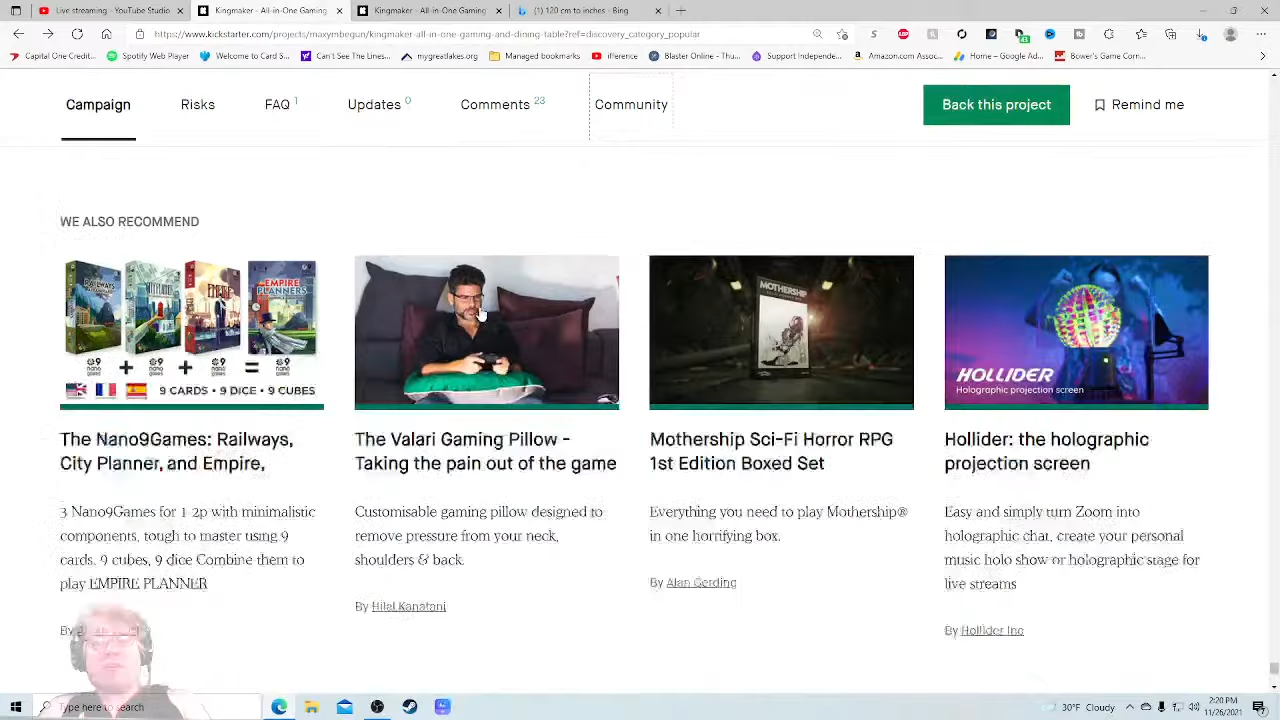 Live streaming - YouTube Studio
Kingmaker - All-in-One Gaming
Kingmaker - All-in-One Gaming
(1) 120 cm to inches - Bing
https://www.kickstarter.com/projects/maxymbegun/kingmaker-all-in-one-gaming-and-dining-table?ref=discovery_category_popular
Capital Credit...
Spotify Web Player
Welcome to Card S...
Can't See The Lines...
Managed bookmarks
iffeverything - Yo...
Blaster Online - Thu...
Support Independen...
Amazon.com Associ...
Home – Google Ad...
Bower's Game Corn...
Campaign
Risks
FAQ 1
Updates 0
Comments 23
Community
Back this project
Remind me
WE ALSO RECOMMEND
EMPIRE PLANNERS
9 CARDS • 9 DICE • 9 CUBES
MOTHERSHIP
HOLLIDER
Holographic projection screen
The Nano9Games: Railways,
City Planner, and Empire,
3 Nano9Games for 1-2p with minimalistic
components, tough to master using 9
cards, 9 cubes, 9 dice Combine them to
play EMPIRE PLANNER
By
The Valari Gaming Pillow -
Taking the pain out of the game
Customisable gaming pillow designed to
remove pressure from your neck,
shoulders & back.
By Hilal Kanatani
Mothership Sci-Fi Horror RPG
1st Edition Boxed Set
Everything you need to play Mothership®
in one horrifying box.
By Alan Gerding
Hollider: the holographic
projection screen
Easy and simply turn Zoom into
holographic chat, create your personal
music holo show or holographic stage for
live streams
By Hollider Inc
Type here to search
30°F Cloudy
2:20 PM
11/26/2021